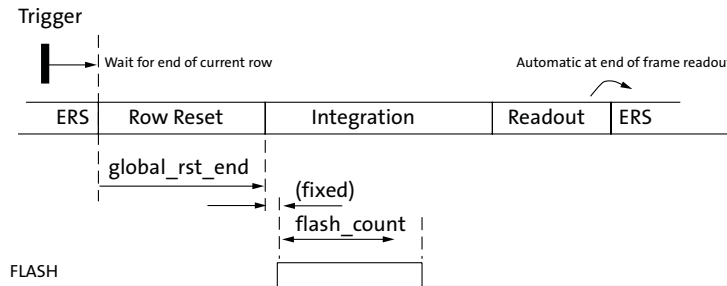 Trigger
Wait for end of current row
Automatic at end of frame readout
ERS Row Reset Integration Readout ERS
global_rst_end
(fixed)
flash_count
FLASH